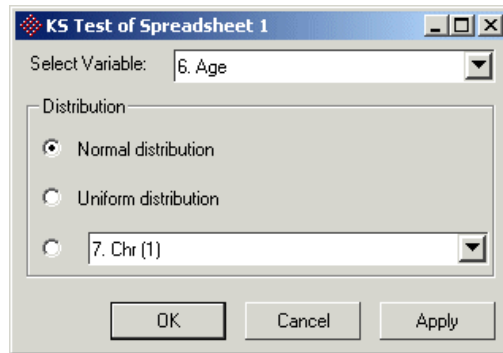 KS Test of Spreadsheet 1
Select Variable: 6. Age
Distribution
Normal distribution
Uniform distribution
7. Chr (1)
OK Cancel Apply